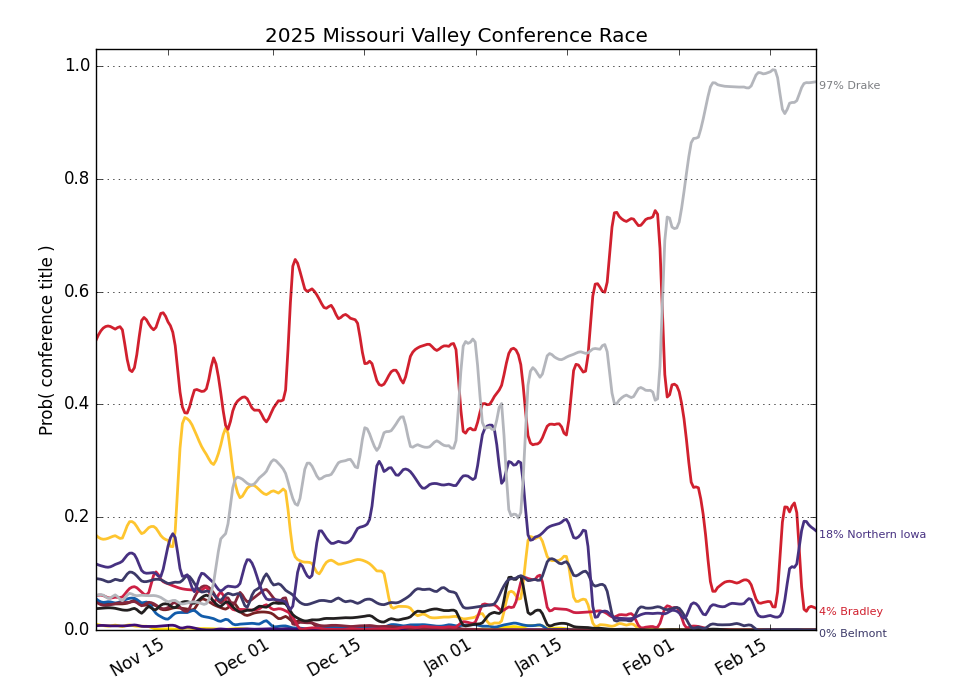 2025 Missouri Valley Conference Race
Prob( conference title )
1.0
0.8
0.6
0.4
0.2
0.0
Nov 15
Dec 01
Dec 15
Jan 01
Jan 15
Feb 01
Feb 15
97% Drake
18% Northern Iowa
4% Bradley
0% Belmont